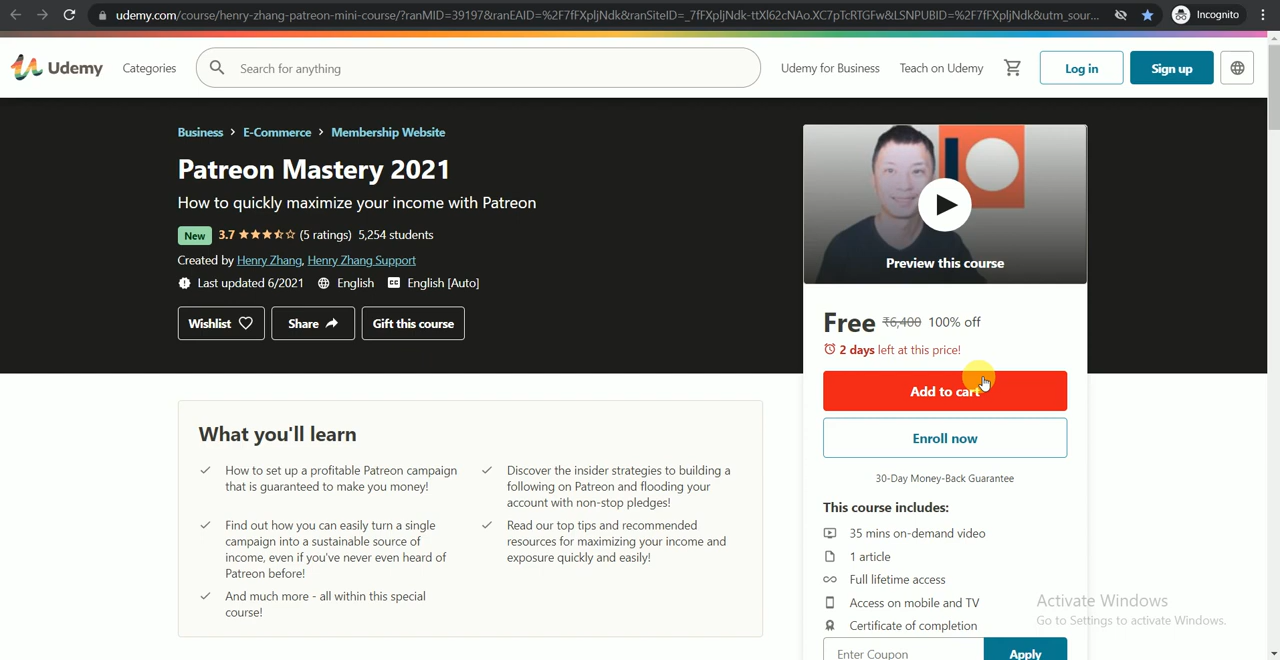 udemy.com/course/henry-zhang-patreon-mini-course/?ranMID=39197&ranEAID=%2F7fFXpljNdk&ranSiteID=_7fFXpljNdk-ttXl62cNAo.XC7pTcRTGFw&LSNPUBID=%2F7fFXpljNdk&utm_sour...
Incognito
Udemy
Categories
Search for anything
Udemy for Business
Teach on Udemy
Log in
Sign up
Business > E-Commerce > Membership Website
Patreon Mastery 2021
How to quickly maximize your income with Patreon
New 3.7 (5 ratings) 5,254 students
Created by Henry Zhang, Henry Zhang Support
Last updated 6/2021 English English [Auto]
Wishlist
Share
Gift this course
Preview this course
Free ₹6,400 100% off
2 days left at this price!
Add to cart
Enroll now
30-Day Money-Back Guarantee
This course includes:
35 mins on-demand video
1 article
Full lifetime access
Access on mobile and TV
Certificate of completion
Enter Coupon
Apply
What you'll learn
How to set up a profitable Patreon campaign
that is guaranteed to make you money!
Discover the insider strategies to building a
following on Patreon and flooding your
account with non-stop pledges!
Find out how you can easily turn a single
campaign into a sustainable source of
income, even if you've never even heard of
Patreon before!
Read our top tips and recommended
resources for maximizing your income and
exposure quickly and easily!
And much more - all within this special
course!
Activate Windows
Go to Settings to activate Windows.